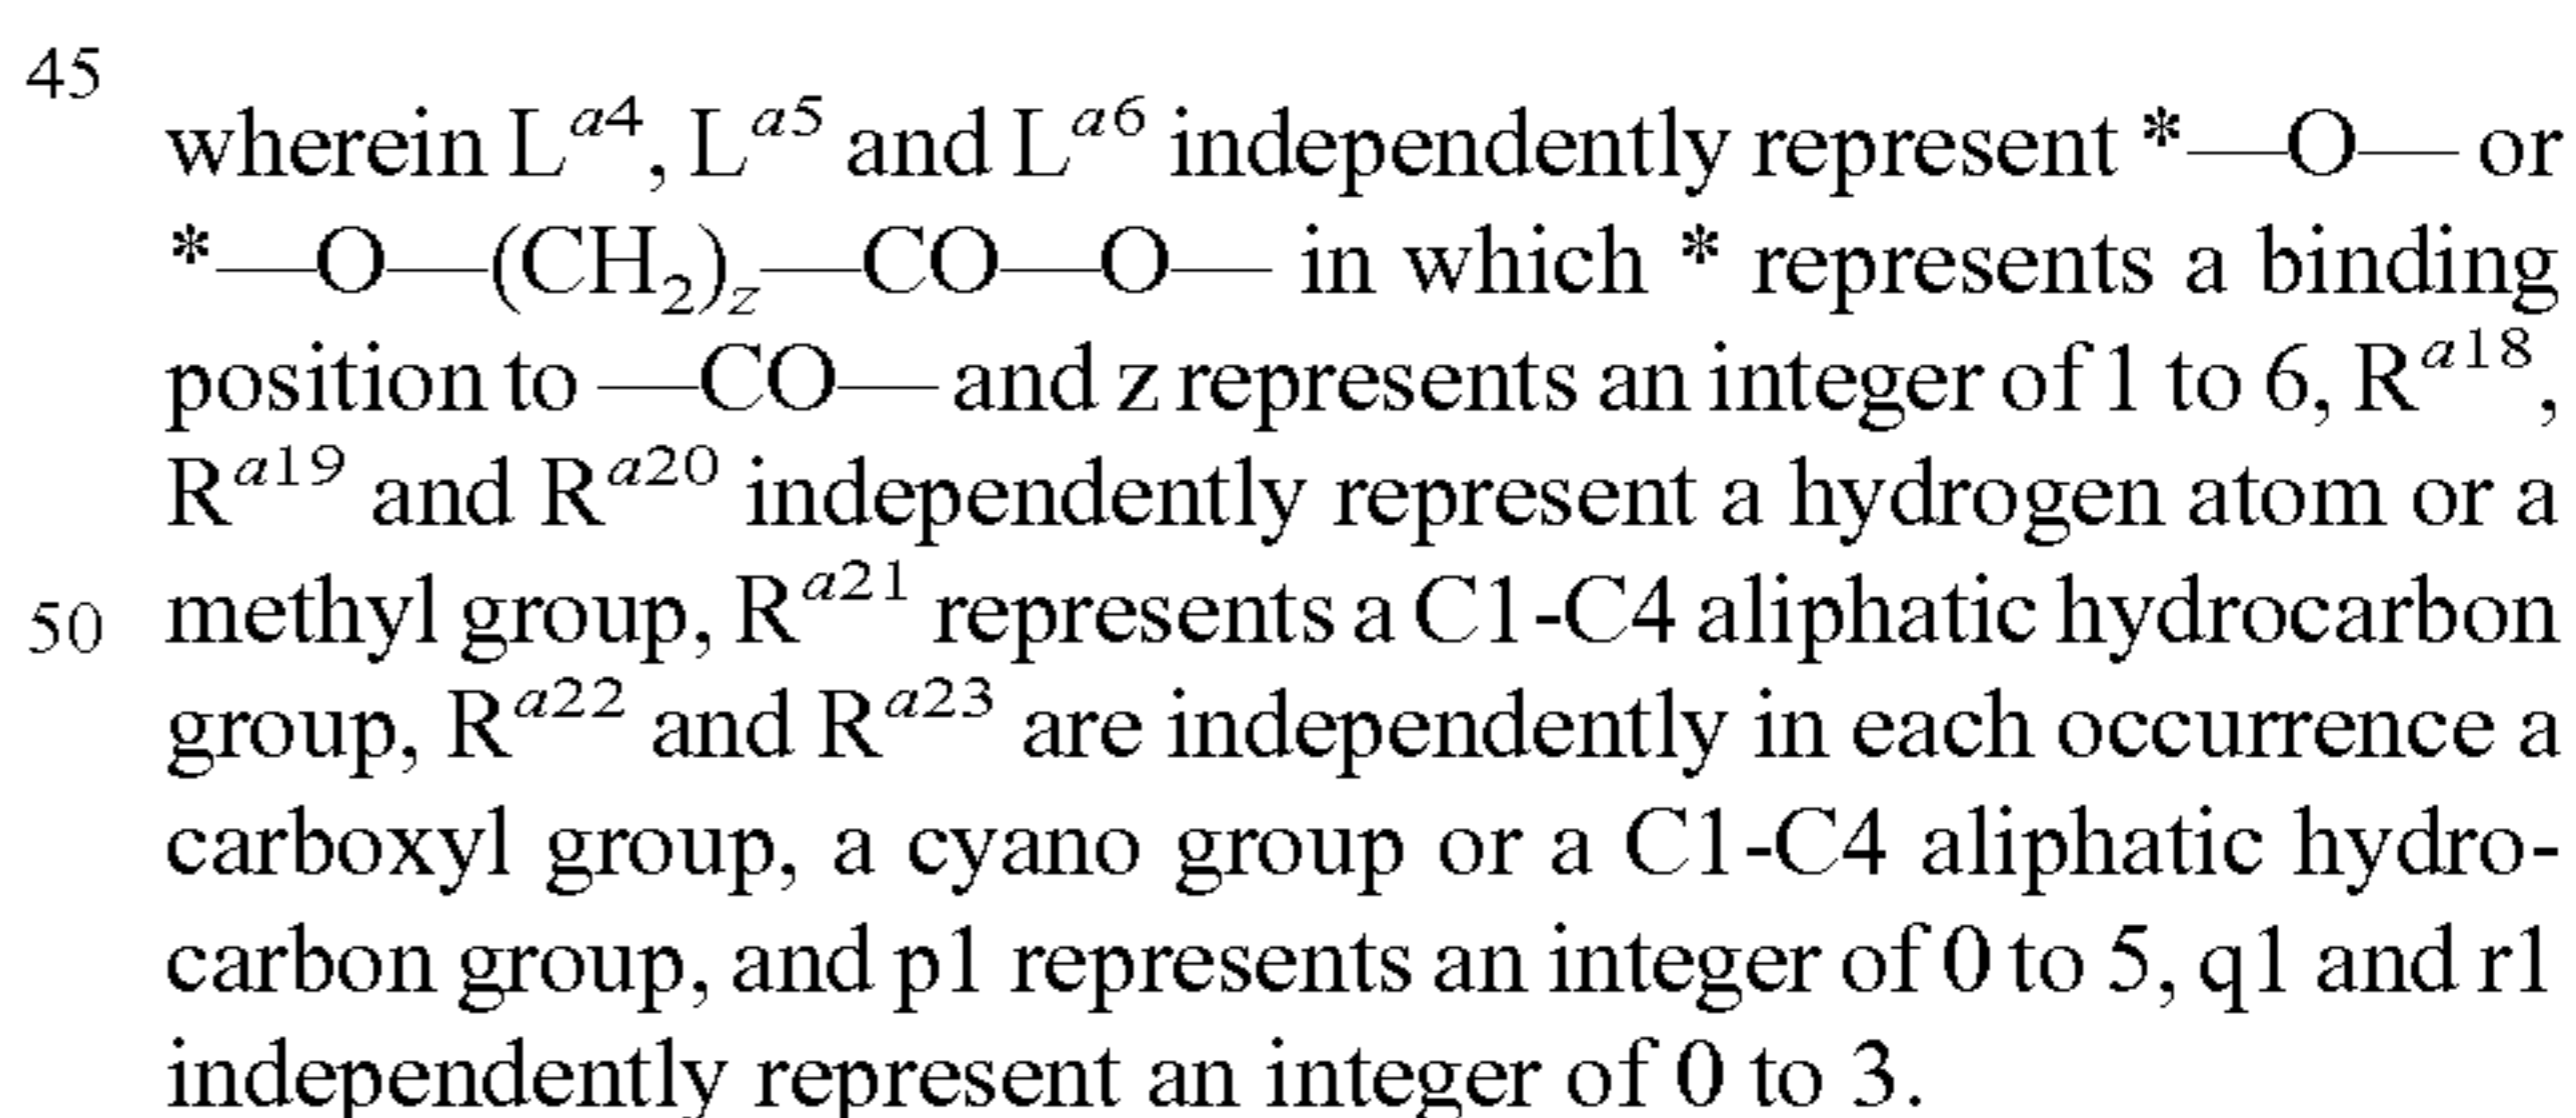 45
wherein L^a4, L^a5 and L^a6 independently represent *—O— or
*—O—(CH₂)_z—CO—O— in which * represents a binding
position to —CO— and z represents an integer of 1 to 6, R^a18,
R^a19 and R^a20 independently represent a hydrogen atom or a
50 methyl group, R^a21 represents a C1-C4 aliphatic hydrocarbon
group, R^a22 and R^a23 are independently in each occurrence a
carboxyl group, a cyano group or a C1-C4 aliphatic hydro-
carbon group, and p1 represents an integer of 0 to 5, q1 and r1
independently represent an integer of 0 to 3.